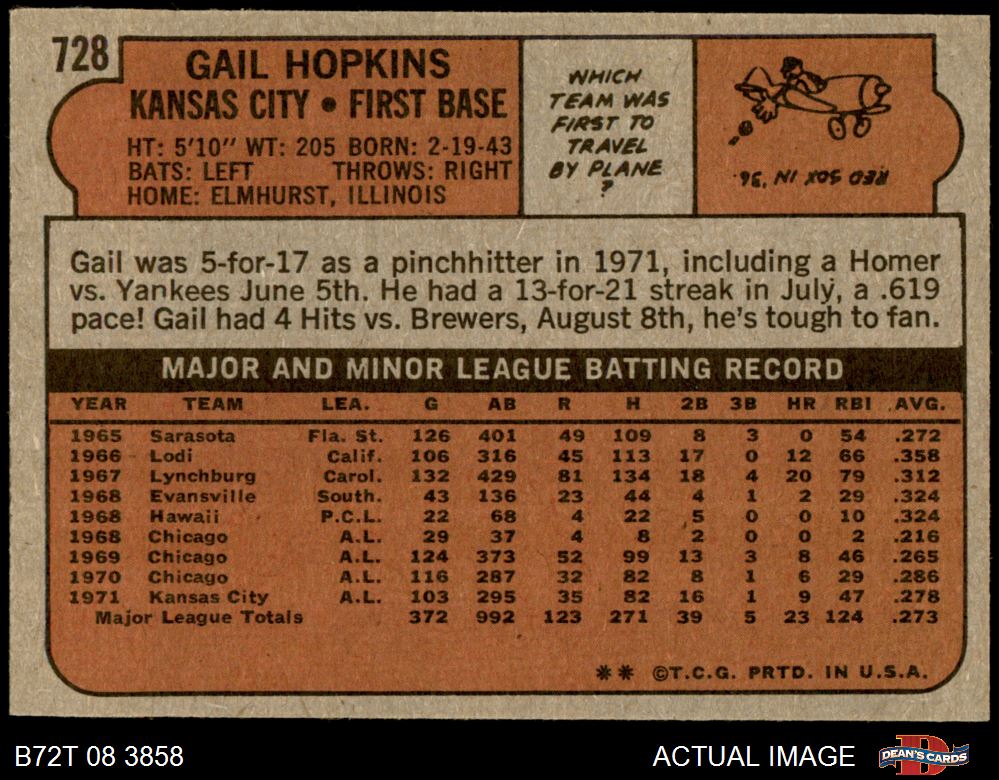 728
GAIL HOPKINS
KANSAS CITY • FIRST BASE
HT: 5'10" WT: 205 BORN: 2-19-43
BATS: LEFT THROWS: RIGHT
HOME: ELMHURST, ILLINOIS
WHICH
TEAM WAS
FIRST TO
TRAVEL
BY PLANE
?
RED SOX IN '36.
Gail was 5-for-17 as a pinchhitter in 1971, including a Homer
vs. Yankees June 5th. He had a 13-for-21 streak in July, a .619
pace! Gail had 4 Hits vs. Brewers, August 8th, he's tough to fan.
MAJOR AND MINOR LEAGUE BATTING RECORD
YEAR TEAM LEA. G AB R H 2B 3B HR RBI AVG.
1965 Sarasota Fla. St. 126 401 49 109 8 3 0 54 .272
1966 Lodi Calif. 106 316 45 113 17 0 12 66 .358
1967 Lynchburg Carol. 132 429 81 134 18 4 20 79 .312
1968 Evansville South. 43 136 23 44 4 1 2 29 .324
1968 Hawaii P.C.L. 22 68 4 22 5 0 0 10 .324
1968 Chicago A.L. 29 37 4 8 2 0 0 2 .216
1969 Chicago A.L. 124 373 52 99 13 3 8 46 .265
1970 Chicago A.L. 116 287 32 82 8 1 6 29 .286
1971 Kansas City A.L. 103 295 35 82 16 1 9 47 .278
Major League Totals 372 992 123 271 39 5 23 124 .273
** ©T.C.G. PRTD. IN U.S.A.
B72T 08 3858 ACTUAL IMAGE DEAN'S CARDS